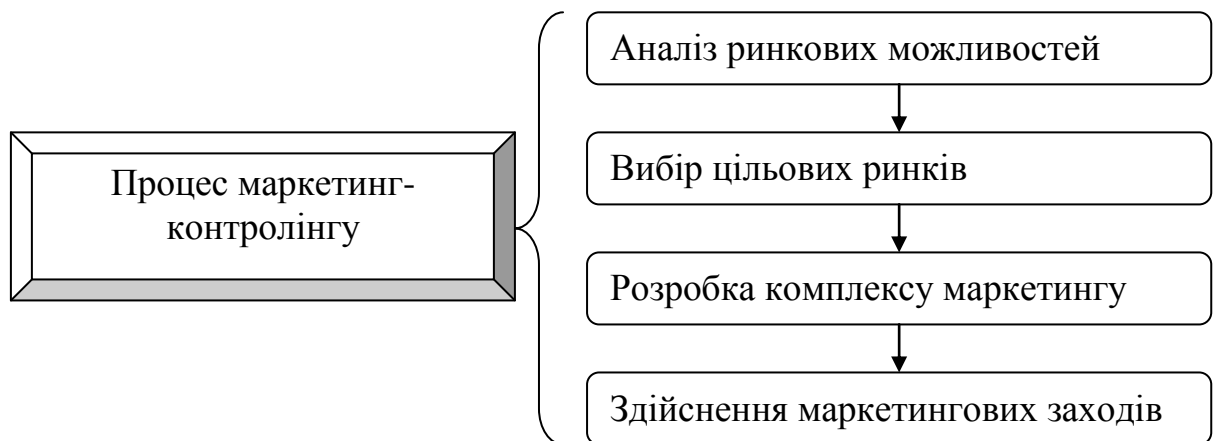 Процес маркетинг-
контролінгу
Аналіз ринкових можливостей
Вибір цільових ринків
Розробка комплексу маркетингу
Здійснення маркетингових заходів